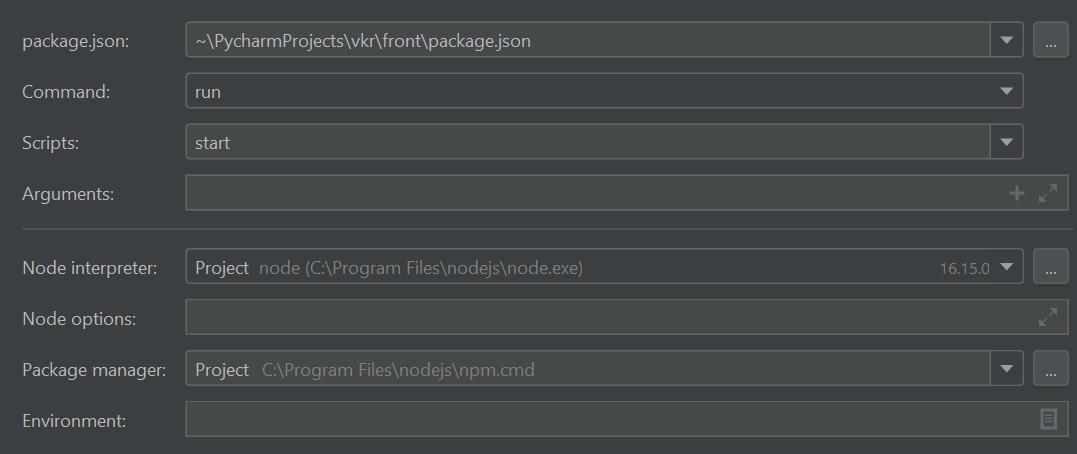 package.json: ~\PycharmProjects\vkr\front\package.json ...
Command: run
Scripts: start
Arguments:
Node interpreter: Project node (C:\Program Files\nodejs\node.exe) 16.15.0 ...
Node options:
Package manager: Project C:\Program Files\nodejs\npm.cmd ...
Environment: